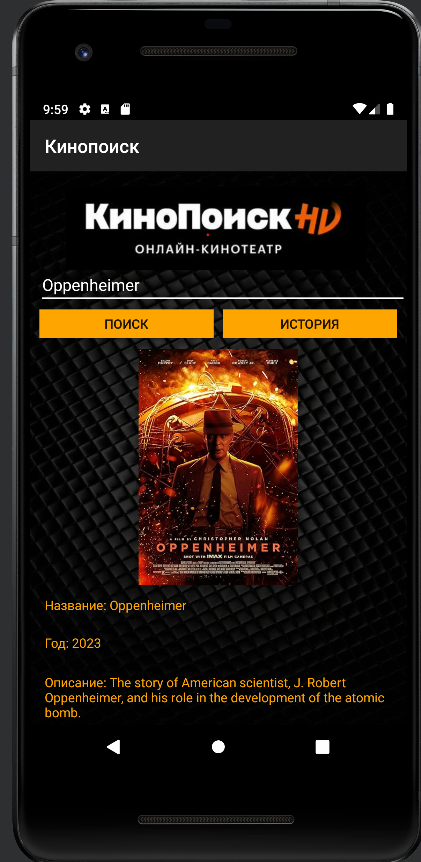 9:59
Кинопоиск
КиноПоиск HD
ОНЛАЙН-КИНОТЕАТР
Oppenheimer
ПОИСК ИСТОРИЯ
A FILM BY CHRISTOPHER NOLAN
OPPENHEIMER
SHOT WITH IMAX FILM CAMERAS
Название: Oppenheimer
Год: 2023
Описание: The story of American scientist, J. Robert
Oppenheimer, and his role in the development of the atomic
bomb.